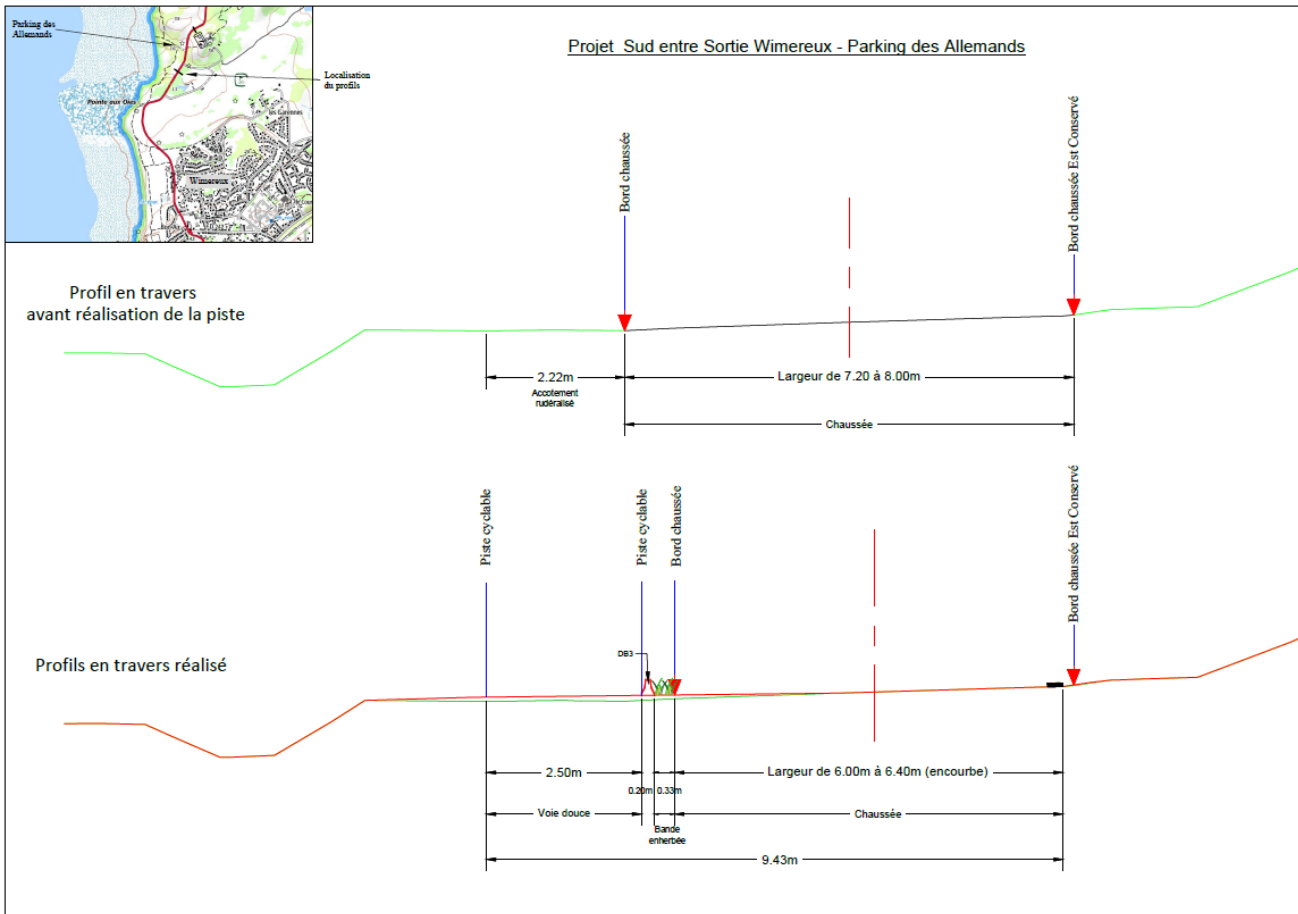 Parking des
Allemands
Localisation
du profils
Pointe aux Oies
les Garennes
Wimereux
Projet Sud entre Sortie Wimereux - Parking des Allemands
Bord chaussée
Bord chaussée Est Conservé
Profil en travers
avant réalisation de la piste
2.22m
Accotement
rudéralisé
Largeur de 7.20 à 8.00m
Chaussée
Piste cyclable
Piste cyclable
Bord chaussée
Bord chaussée Est Conservé
DB3
Profils en travers réalisé
2.50m
Largeur de 6.00m à 6.40m (encourbe)
0.20m
0.33m
Voie douce
Chaussée
Bande
enherbée
9.43m